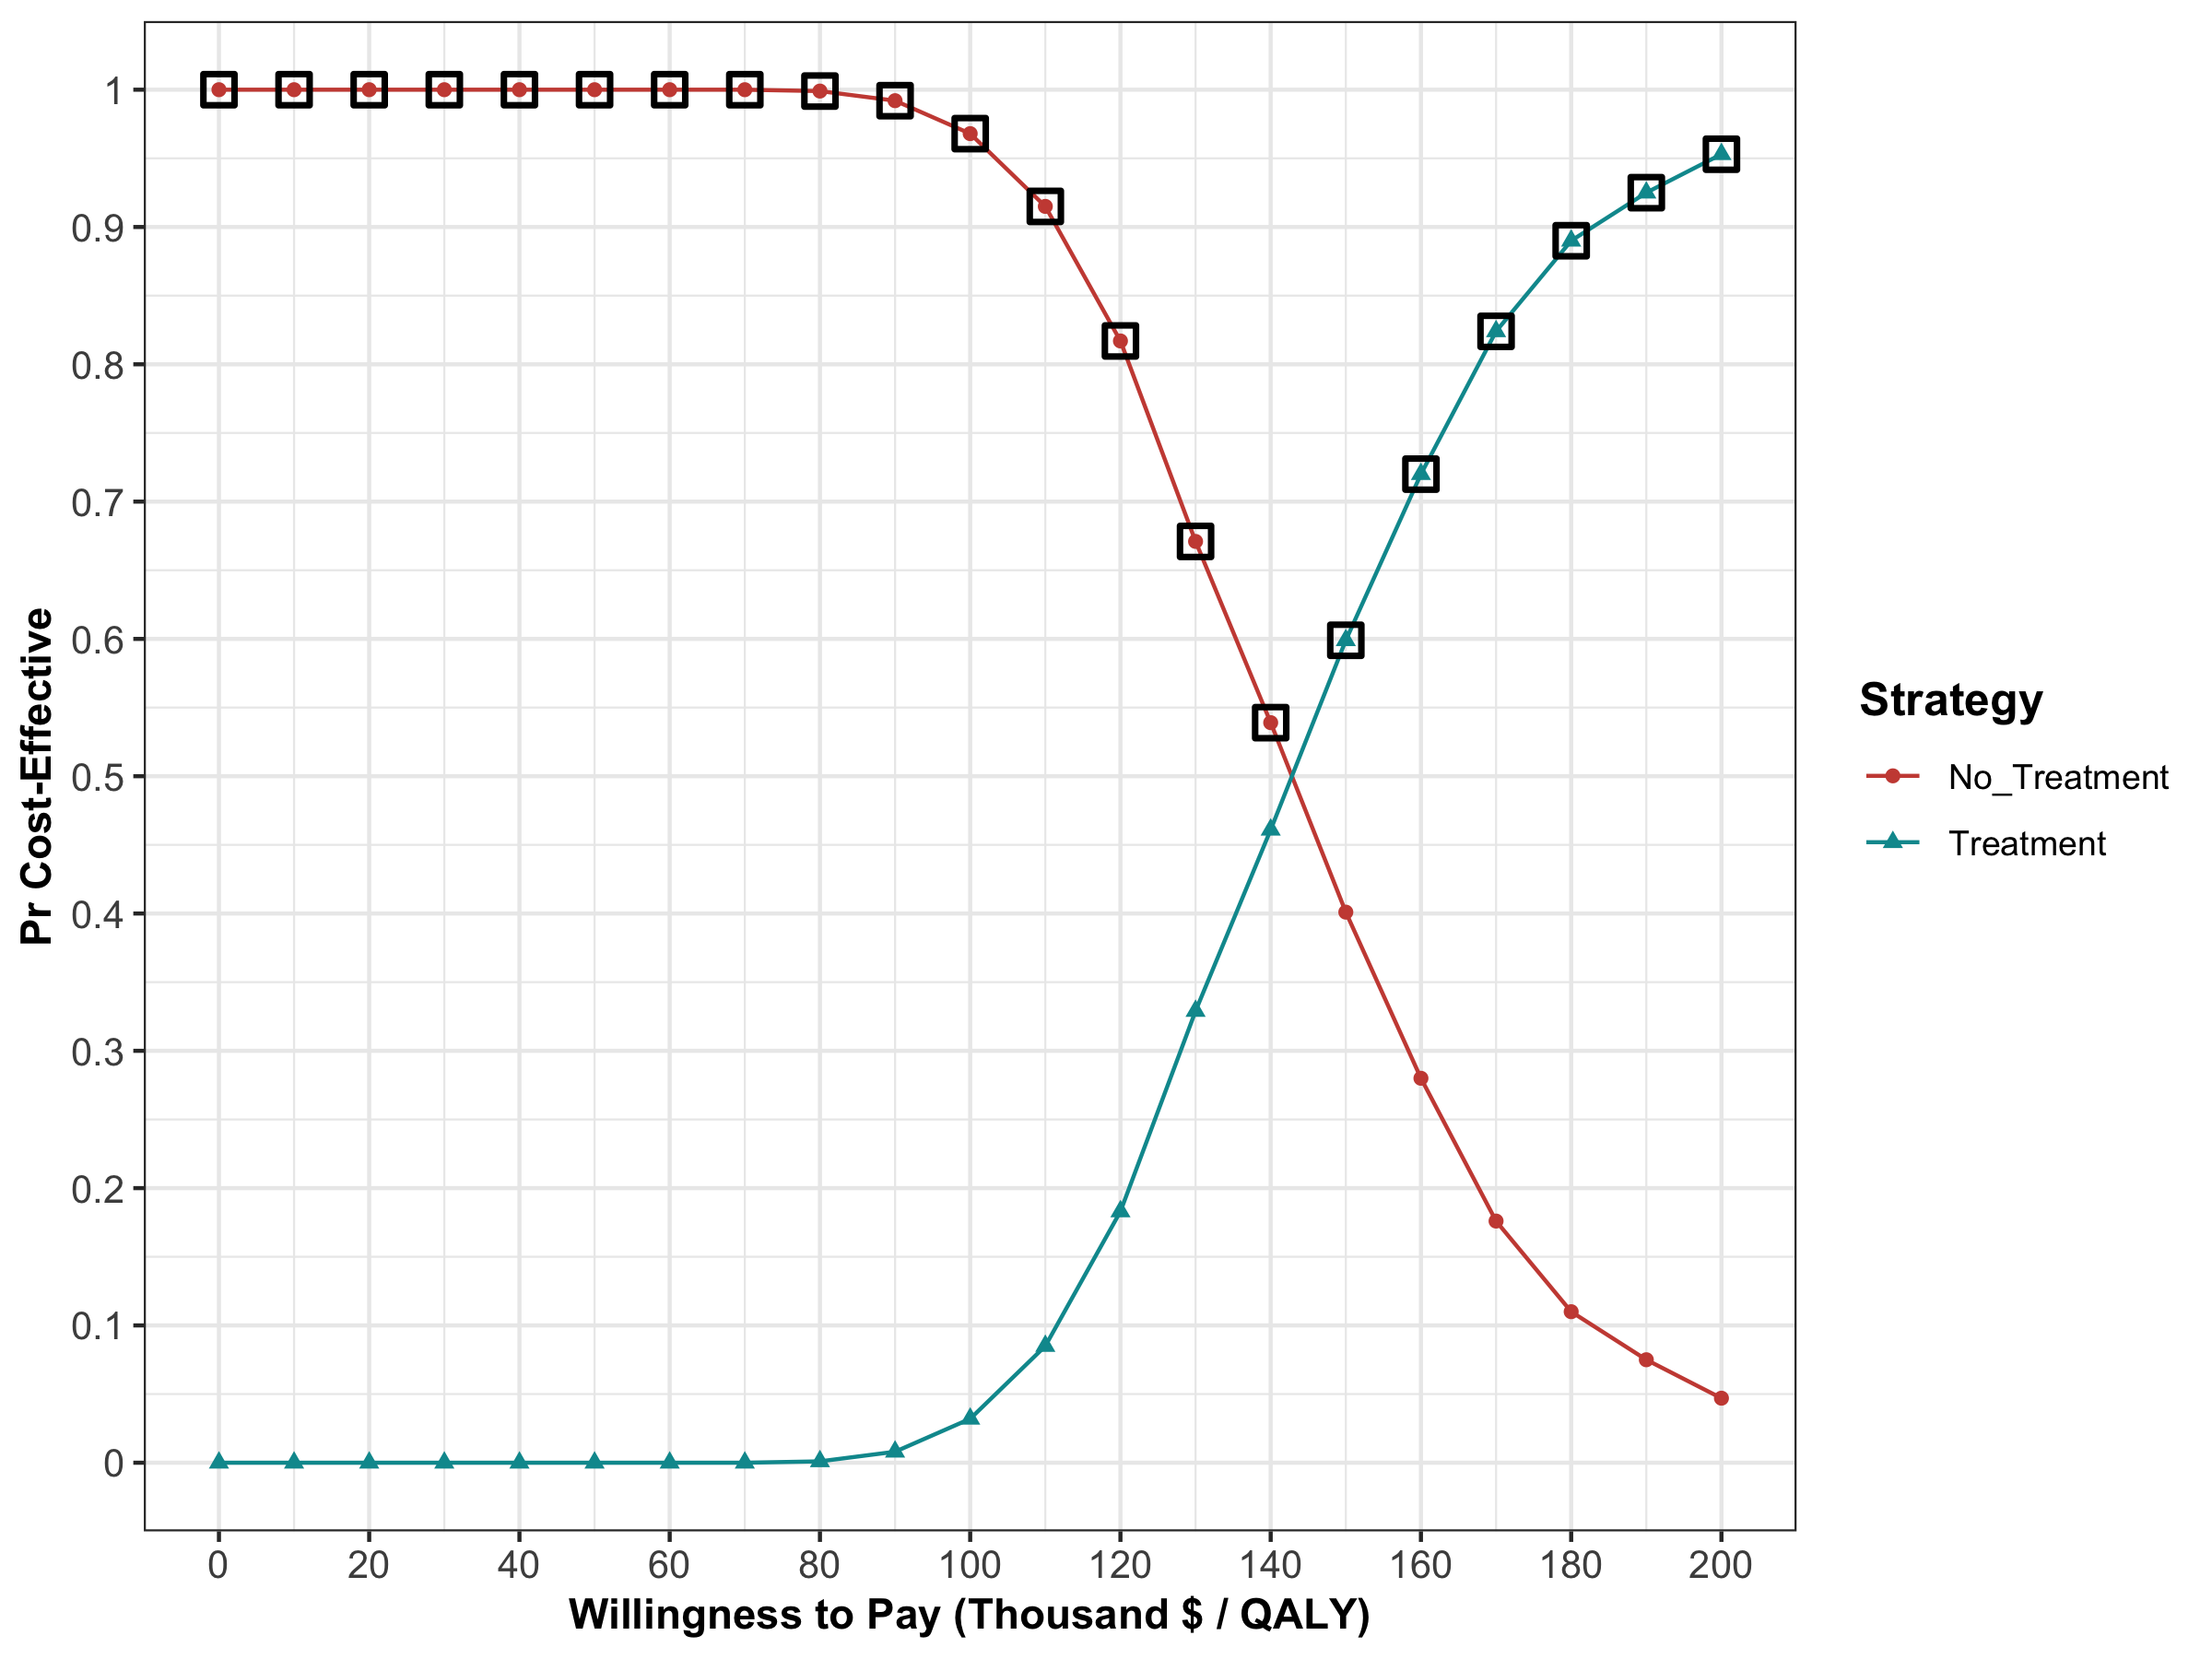 1
0.9
0.8
0.7
0.6
0.5
0.4
0.3
0.2
0.1
0
Pr Cost-Effective
0 20 40 60 80 100 120 140 160 180 200
Willingness to Pay (Thousand $ / QALY)
Strategy
No_Treatment
Treatment